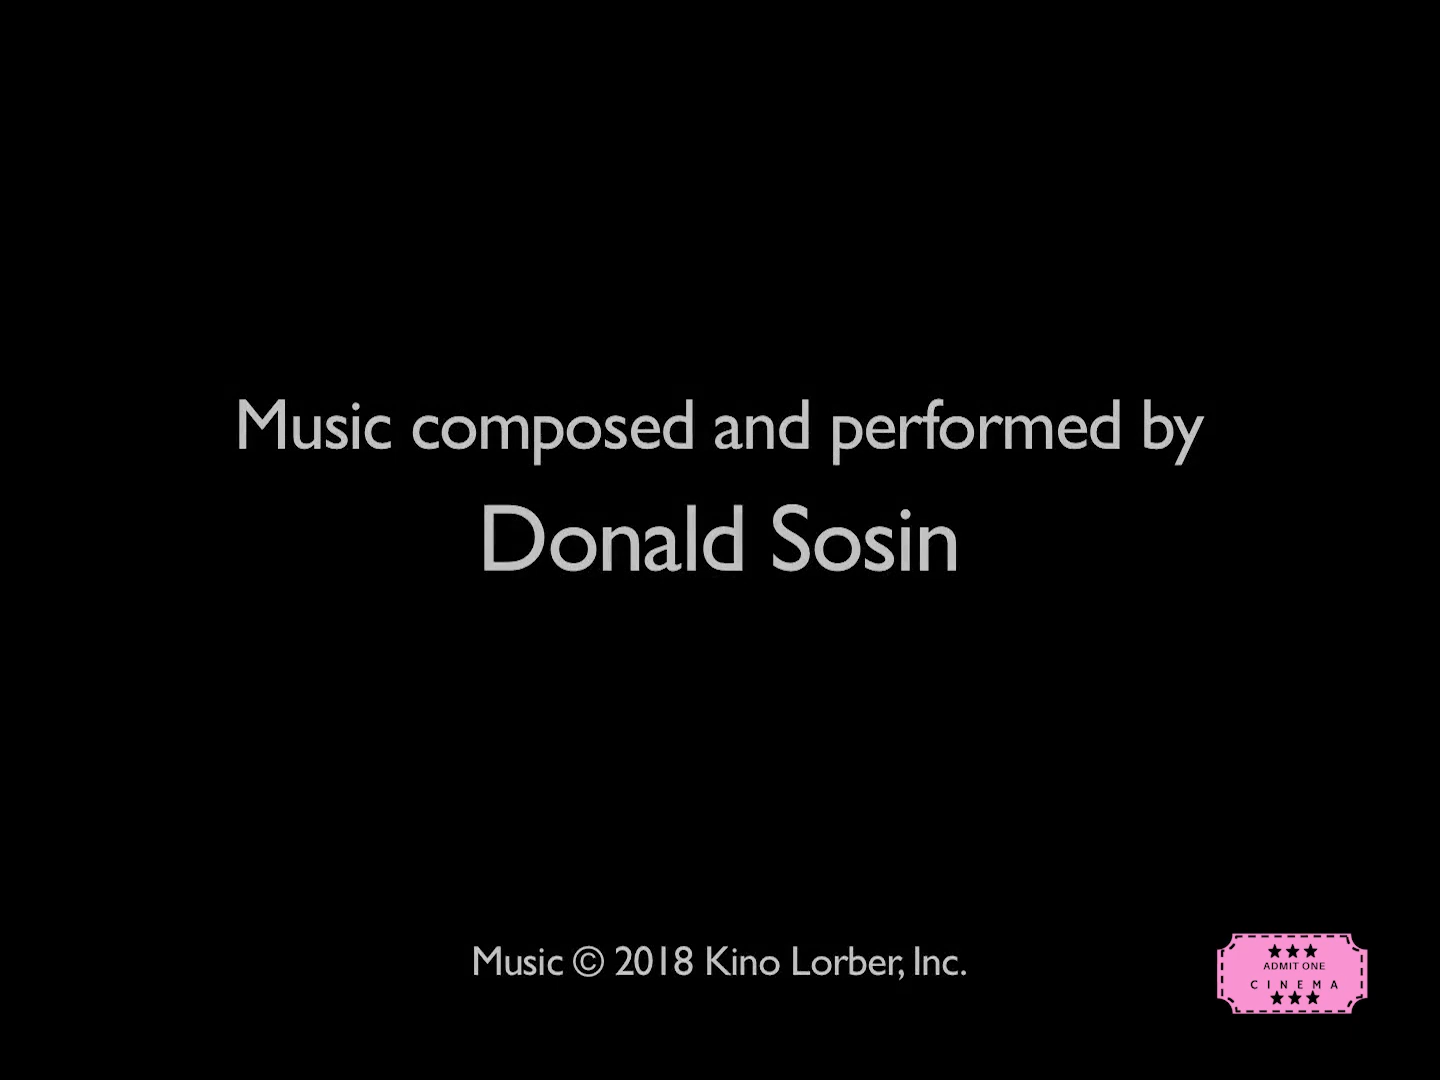 Music composed and performed by
Donald Sosin
Music © 2018 Kino Lorber, Inc.
ADMIT ONE
CINEMA